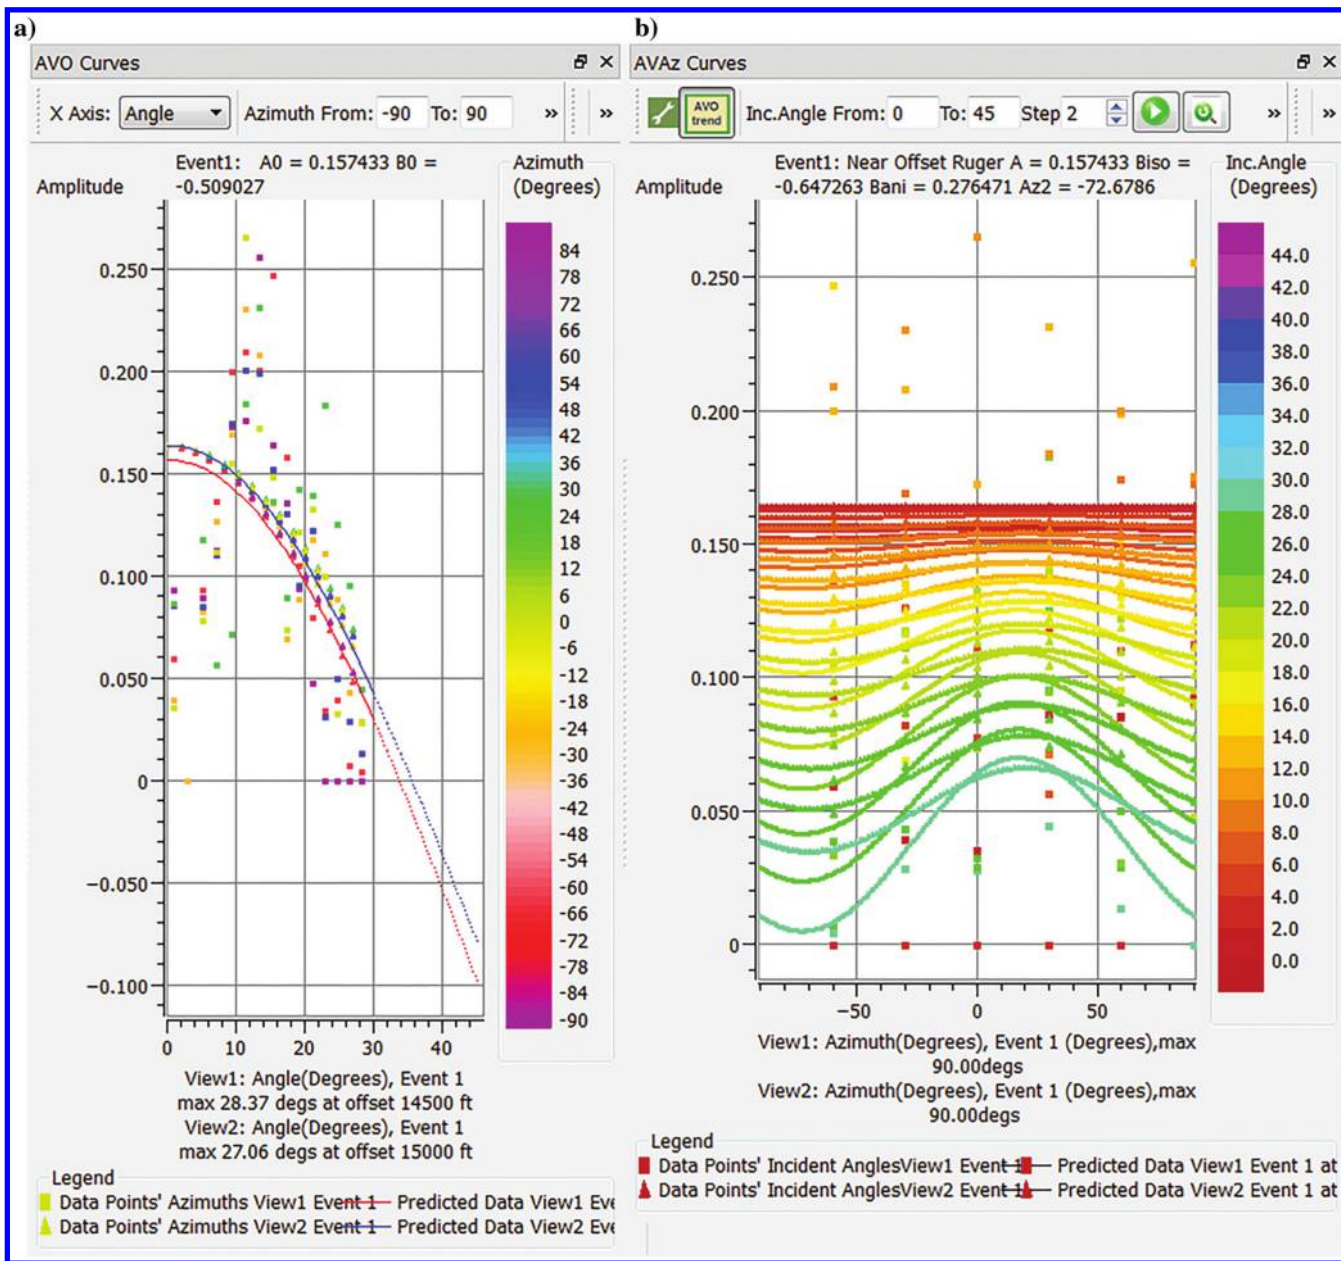 a)
AVO Curves
X Axis: Angle Azimuth From: -90 To: 90 » »
Event1: A0 = 0.157433 B0 =
-0.509027
Amplitude
Azimuth
(Degrees)
0.250
0.200
0.150
0.100
0.050
0
-0.050
-0.100
84
78
72
66
60
54
48
42
36
30
24
18
12
6
0
-6
-12
-18
-24
-30
-36
-42
-48
-54
-60
-66
-72
-78
-84
-90
0 10 20 30 40
View1: Angle(Degrees), Event 1
max 28.37 degs at offset 14500 ft
View2: Angle(Degrees), Event 1
max 27.06 degs at offset 15000 ft
Legend
Data Points' Azimuths View1 Event 1 Predicted Data View1 Eve
Data Points' Azimuths View2 Event 1 Predicted Data View2 Eve
b)
AVAz Curves
AVO
trend
Inc.Angle From: 0 To: 45 Step 2 » »
Event1: Near Offset Ruger A = 0.157433 Biso =
-0.647263 Bani = 0.276471 Az2 = -72.6786
Amplitude
Inc.Angle
(Degrees)
0.250
0.200
0.150
0.100
0.050
0
44.0
42.0
40.0
38.0
36.0
34.0
32.0
30.0
28.0
26.0
24.0
22.0
20.0
18.0
16.0
14.0
12.0
10.0
8.0
6.0
4.0
2.0
0.0
-50 0 50
View1: Azimuth(Degrees), Event 1 (Degrees),max
90.00degs
View2: Azimuth(Degrees), Event 1 (Degrees),max
90.00degs
Legend
Data Points' Incident AnglesView1 Event 1 Predicted Data View1 Event 1 at
Data Points' Incident AnglesView2 Event 1 Predicted Data View2 Event 1 at